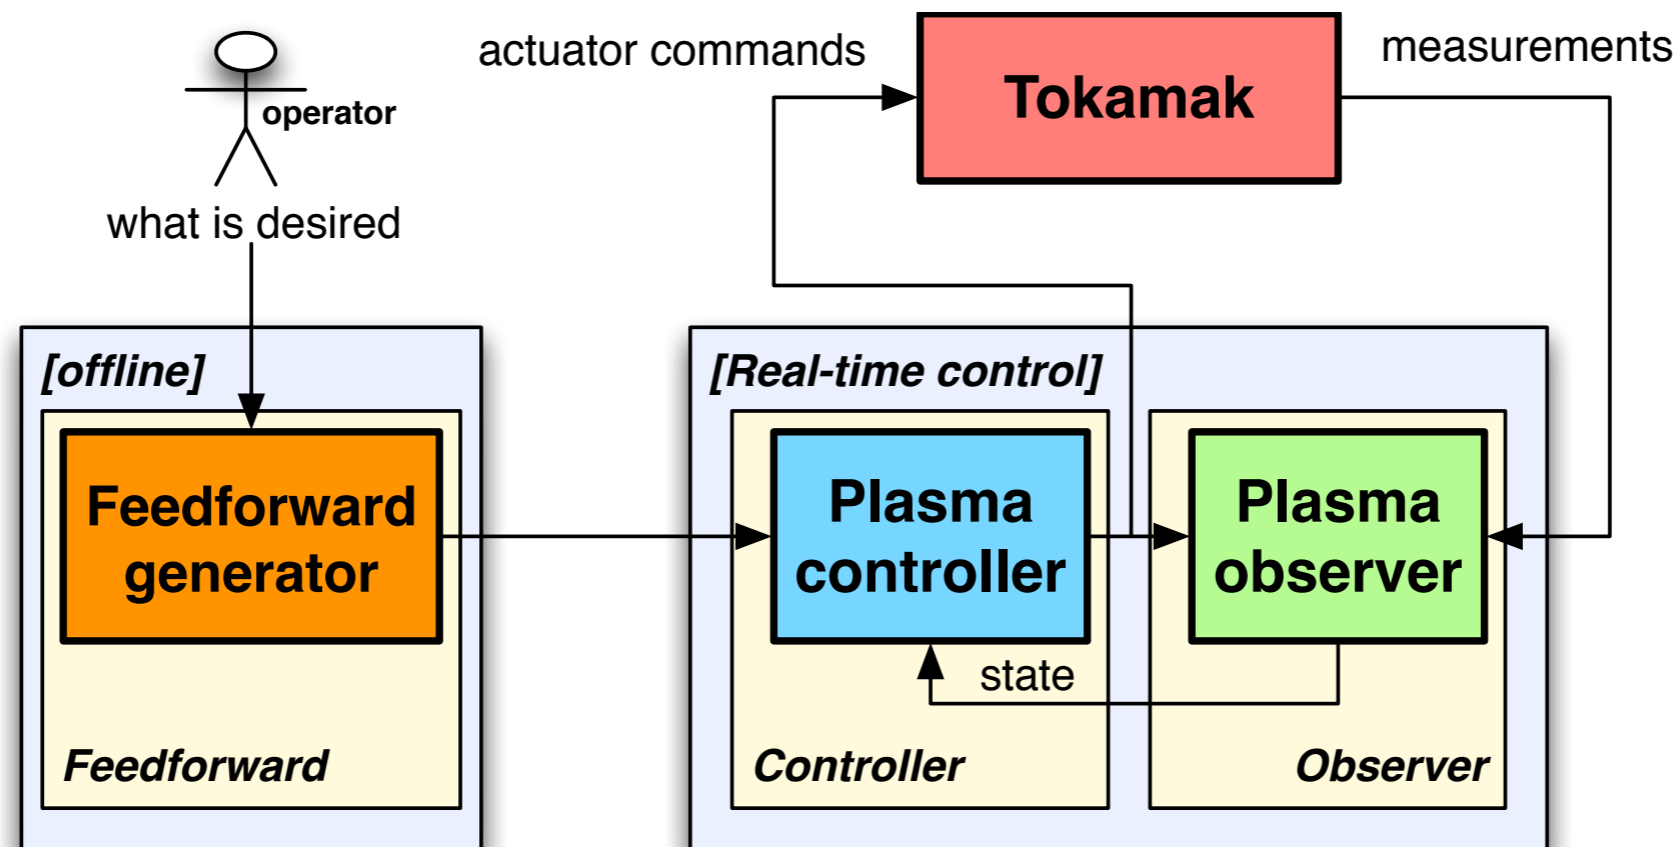 actuator commands
measurements
Tokamak
operator
what is desired
[offline]
[Real-time control]
Feedforward
generator
Plasma
controller
Plasma
observer
state
Feedforward
Controller
Observer